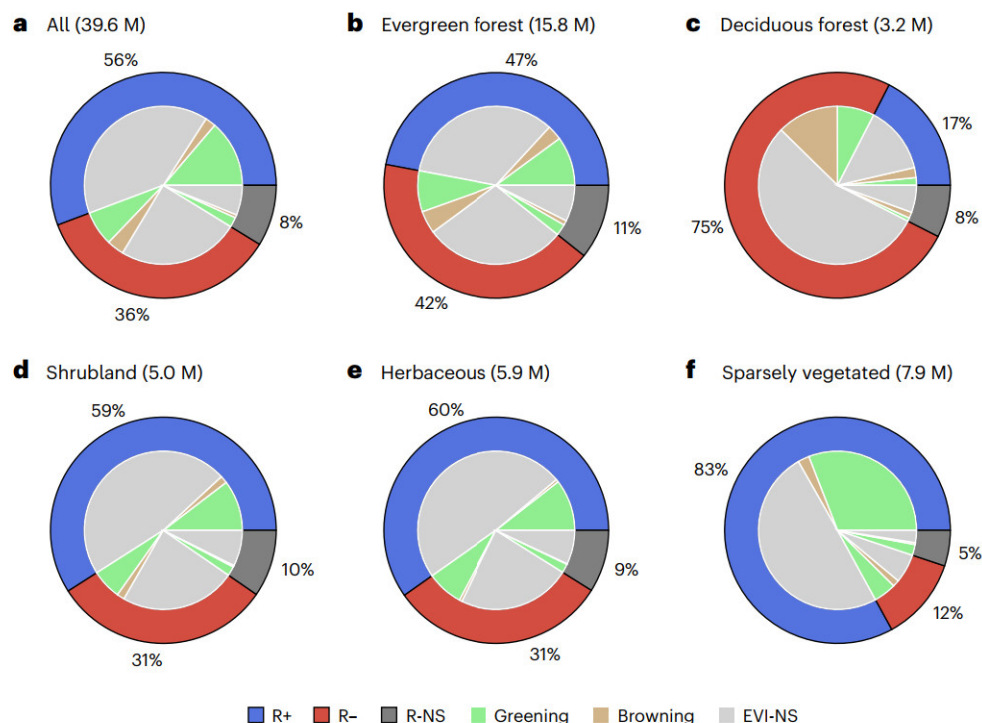 a All (39.6 M)
b Evergreen forest (15.8 M)
c Deciduous forest (3.2 M)
56%
47%
17%
8%
11%
8%
75%
36%
42%
d Shrubland (5.0 M)
e Herbaceous (5.9 M)
f Sparsely vegetated (7.9 M)
59%
60%
83%
10%
9%
5%
12%
31%
31%
R+ R– R-NS Greening Browning EVI-NS